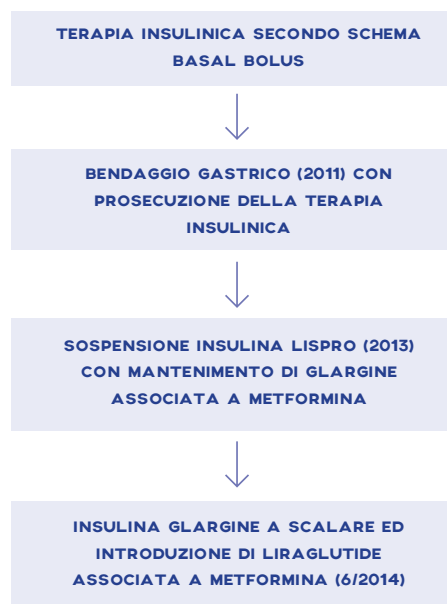 TERAPIA INSULINICA SECONDO SCHEMA
BASAL BOLUS
BENDAGGIO GASTRICO (2011) CON
PROSECUZIONE DELLA TERAPIA
INSULINICA
SOSPENSIONE INSULINA LISPRO (2013)
CON MANTENIMENTO DI GLARGINE
ASSOCIATA A METFORMINA
INSULINA GLARGINE A SCALARE ED
INTRODUZIONE DI LIRAGLUTIDE
ASSOCIATA A METFORMINA (6/2014)